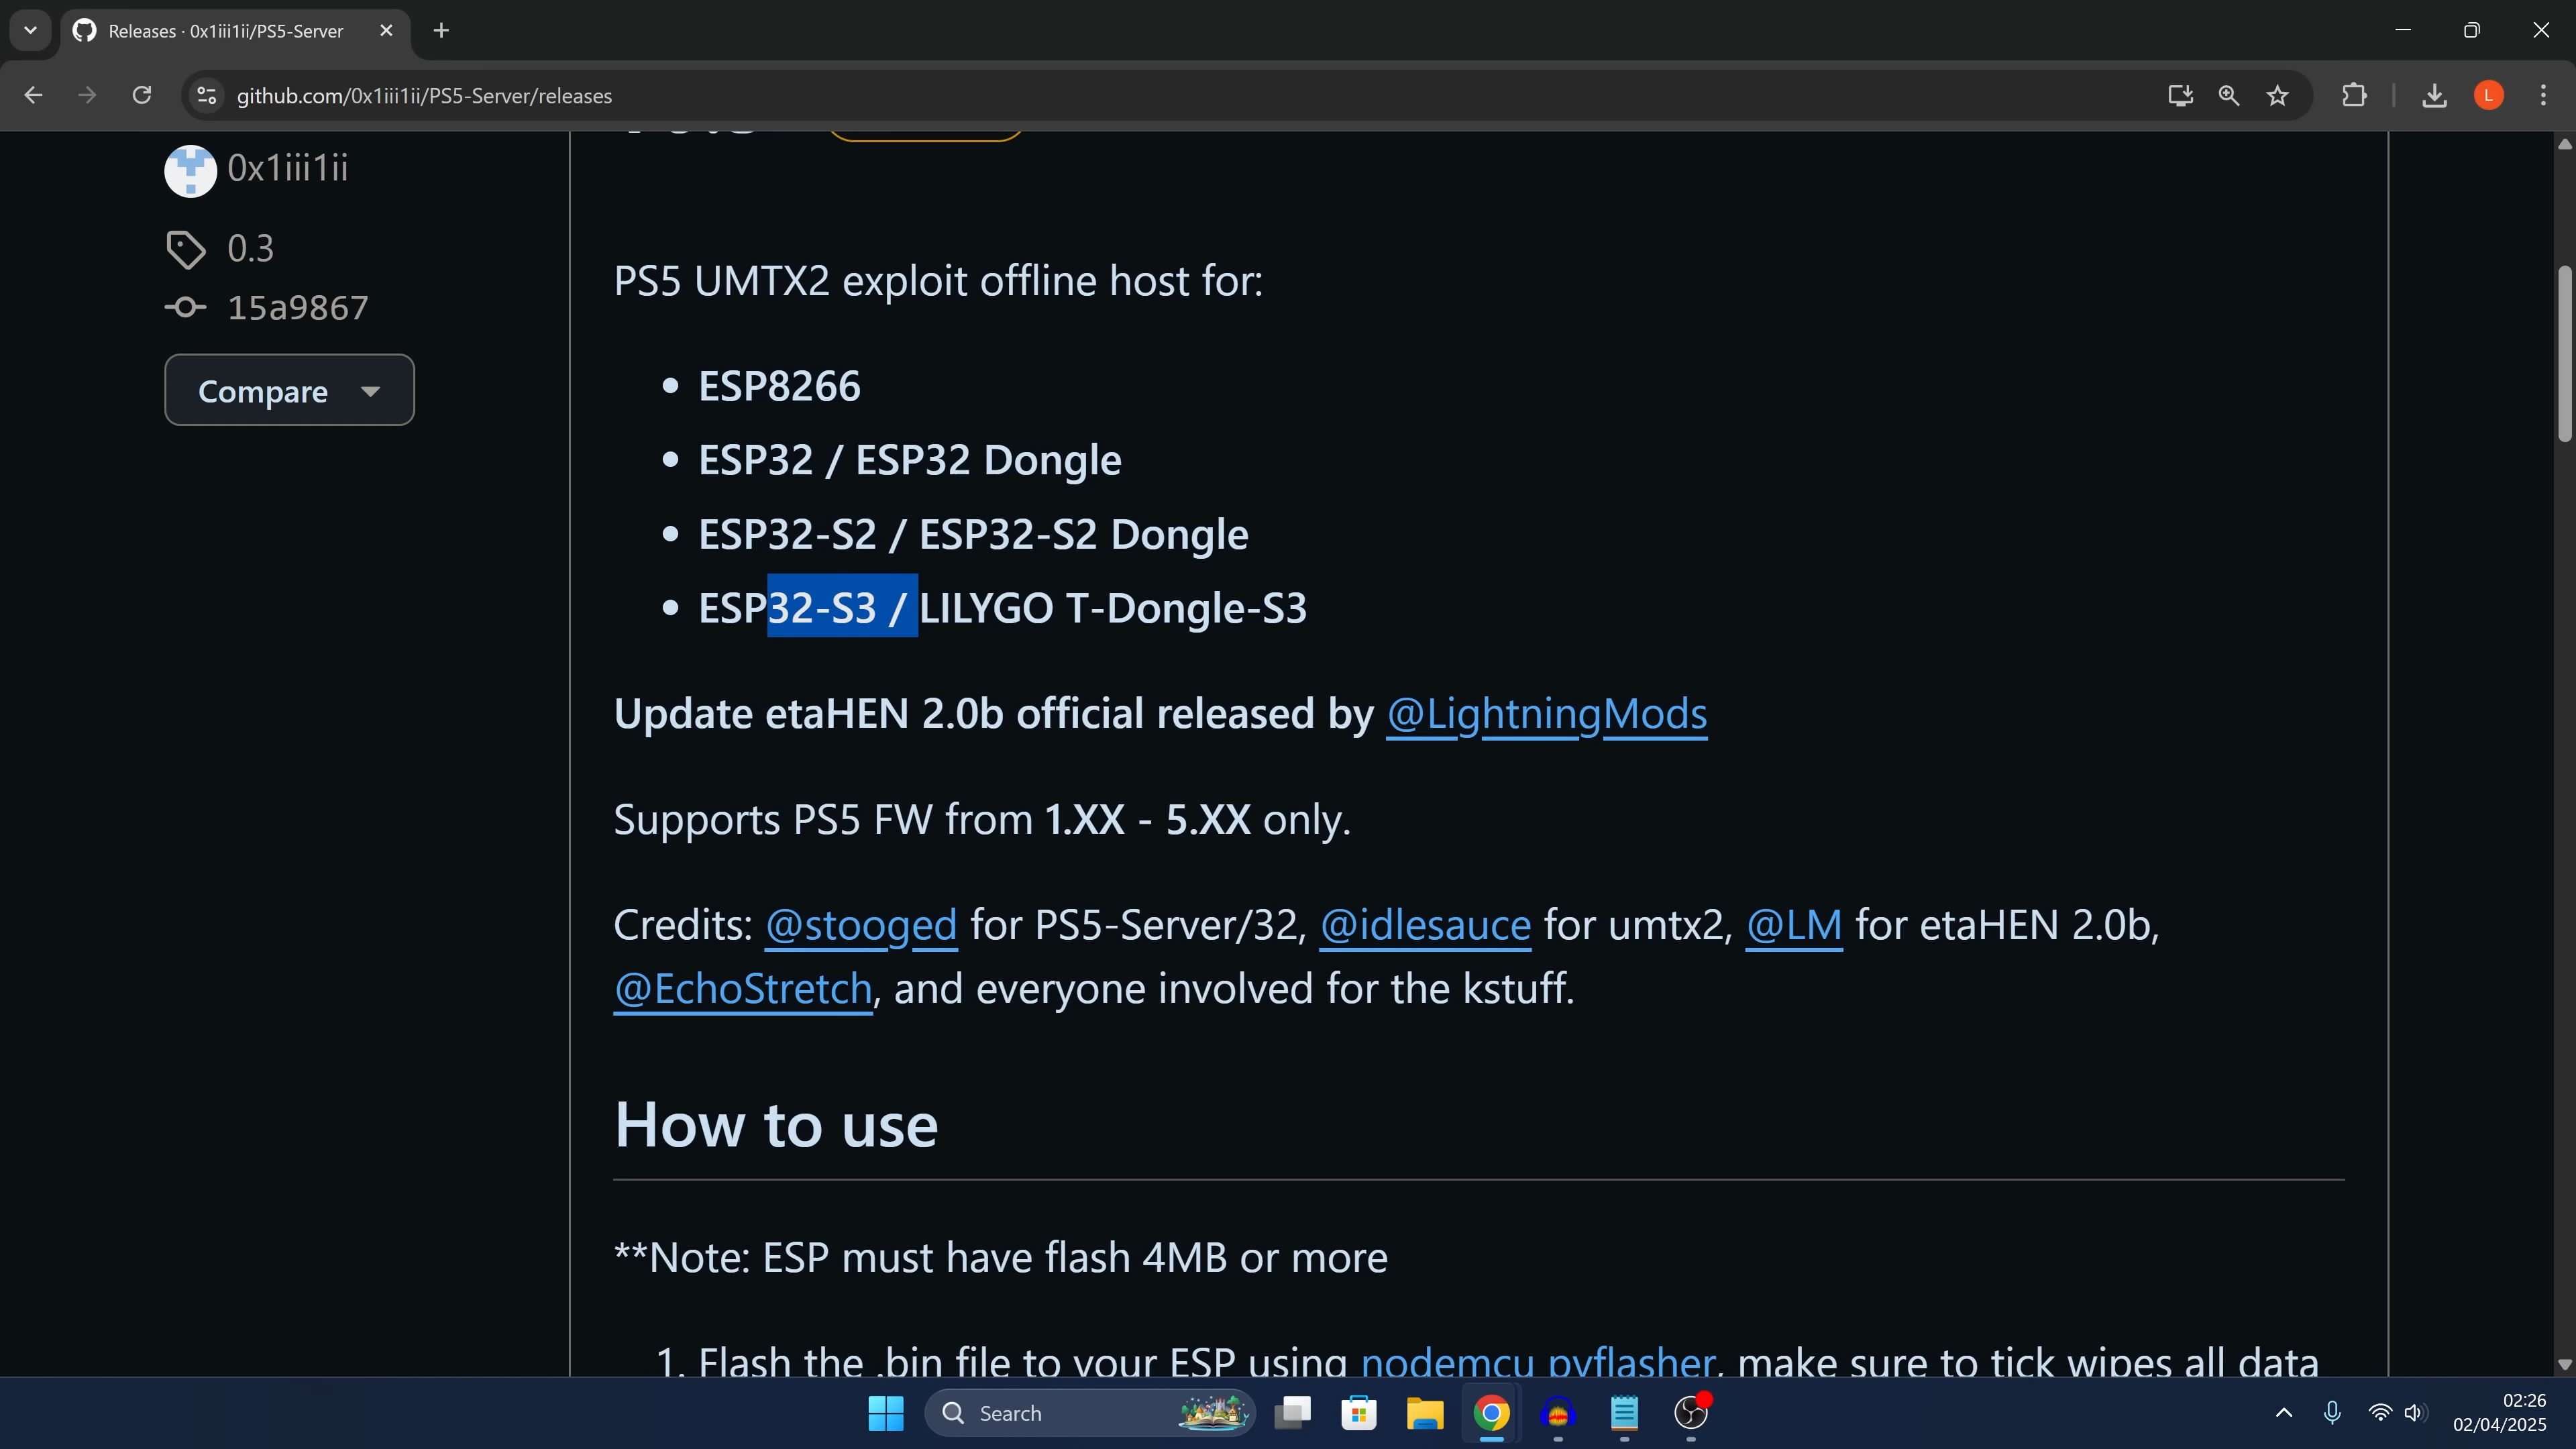 Releases · 0x1iii1ii/PS5-Server
github.com/0x1iii1ii/PS5-Server/releases
L
0x1iii1ii
0.3
15a9867
Compare
PS5 UMTX2 exploit offline host for:
• ESP8266
• ESP32 / ESP32 Dongle
• ESP32-S2 / ESP32-S2 Dongle
• ESP32-S3 / LILYGO T-Dongle-S3
Update etaHEN 2.0b official released by @LightningMods
Supports PS5 FW from 1.XX - 5.XX only.
Credits: @stooged for PS5-Server/32, @idlesauce for umtx2, @LM for etaHEN 2.0b,
@EchoStretch, and everyone involved for the kstuff.
How to use
**Note: ESP must have flash 4MB or more
1. Flash the .bin file to your ESP using nodemcu pyflasher, make sure to tick wipes all data
Search
02:26
02/04/2025